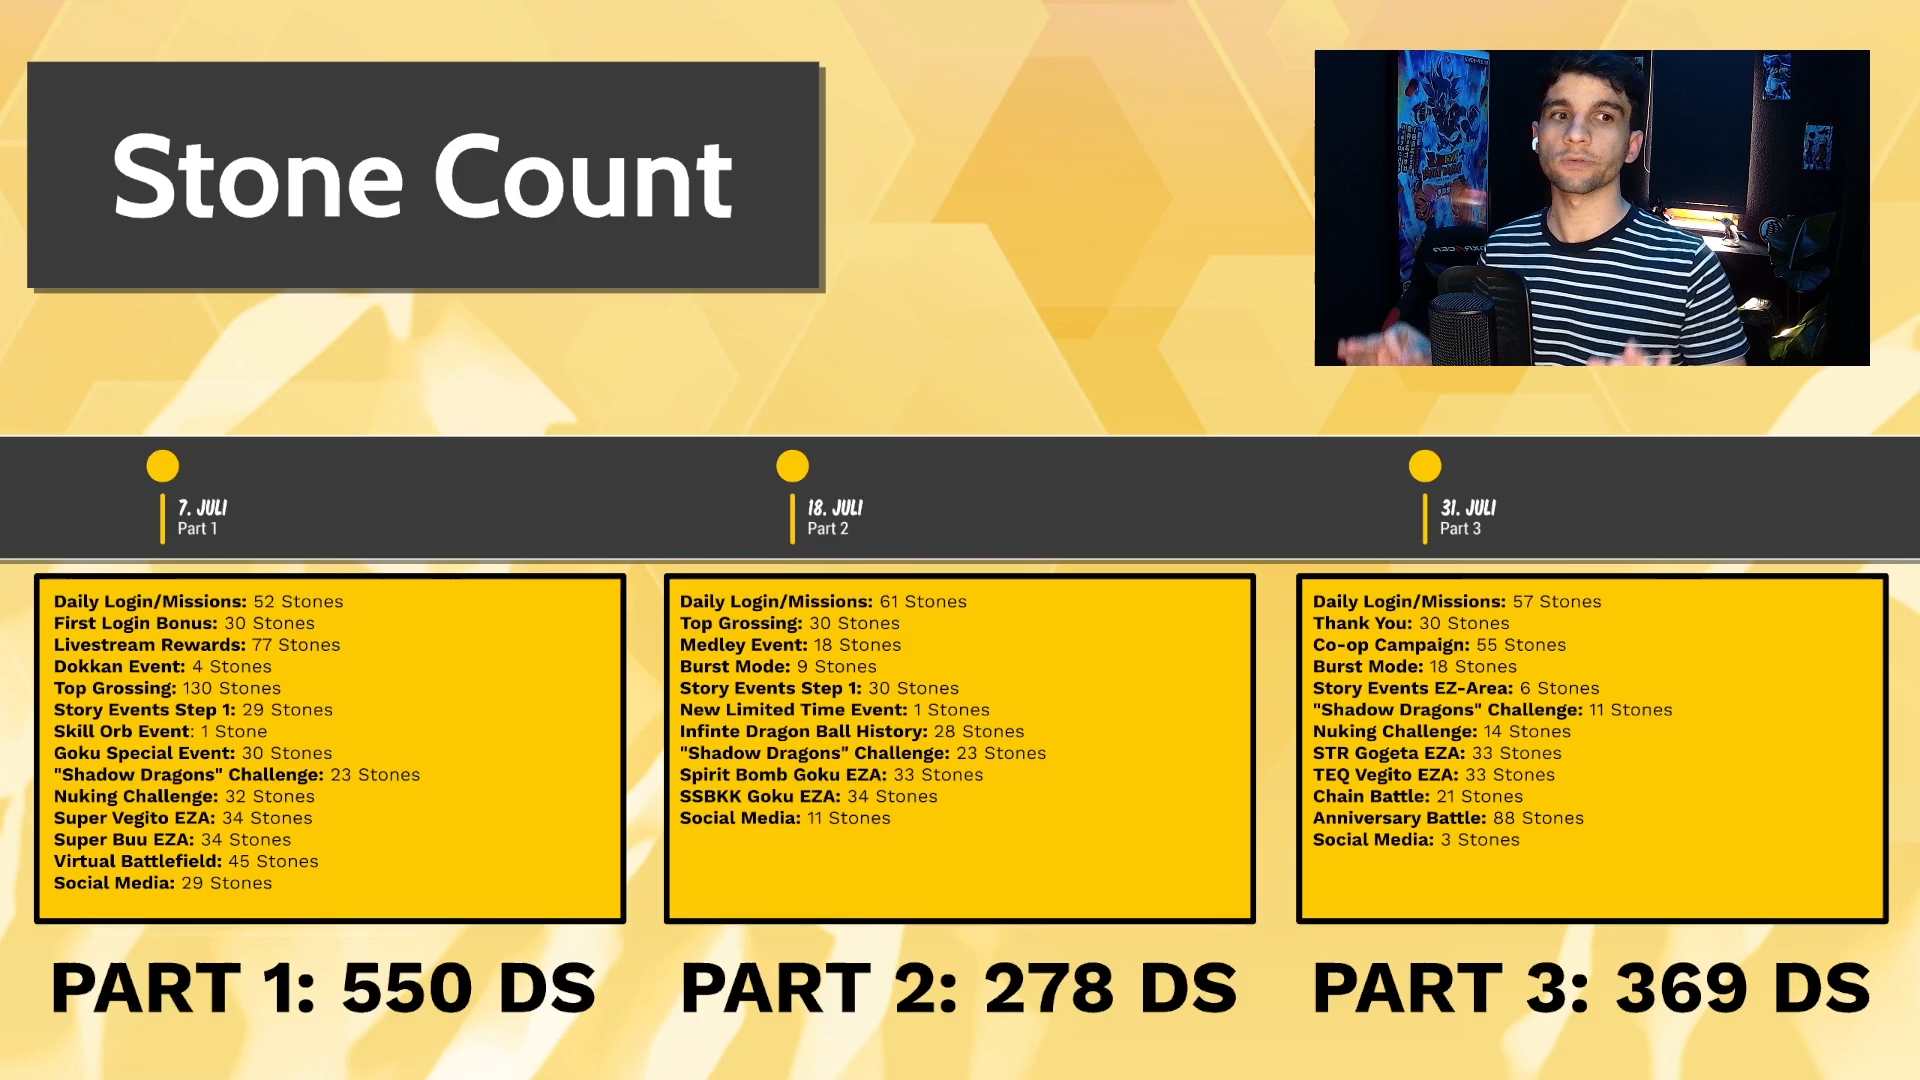 Stone Count
7. JULI
Part 1
18. JULI
Part 2
31. JULI
Part 3
Daily Login/Missions: 52 Stones
First Login Bonus: 30 Stones
Livestream Rewards: 77 Stones
Dokkan Event: 4 Stones
Top Grossing: 130 Stones
Story Events Step 1: 29 Stones
Skill Orb Event: 1 Stone
Goku Special Event: 30 Stones
"Shadow Dragons" Challenge: 23 Stones
Nuking Challenge: 32 Stones
Super Vegito EZA: 34 Stones
Super Buu EZA: 34 Stones
Virtual Battlefield: 45 Stones
Social Media: 29 Stones
Daily Login/Missions: 61 Stones
Top Grossing: 30 Stones
Medley Event: 18 Stones
Burst Mode: 9 Stones
Story Events Step 1: 30 Stones
New Limited Time Event: 1 Stones
Infinte Dragon Ball History: 28 Stones
"Shadow Dragons" Challenge: 23 Stones
Spirit Bomb Goku EZA: 33 Stones
SSBKK Goku EZA: 34 Stones
Social Media: 11 Stones
Daily Login/Missions: 57 Stones
Thank You: 30 Stones
Co-op Campaign: 55 Stones
Burst Mode: 18 Stones
Story Events EZ-Area: 6 Stones
"Shadow Dragons" Challenge: 11 Stones
Nuking Challenge: 14 Stones
STR Gogeta EZA: 33 Stones
TEQ Vegito EZA: 33 Stones
Chain Battle: 21 Stones
Anniversary Battle: 88 Stones
Social Media: 3 Stones
PART 1: 550 DS
PART 2: 278 DS
PART 3: 369 DS